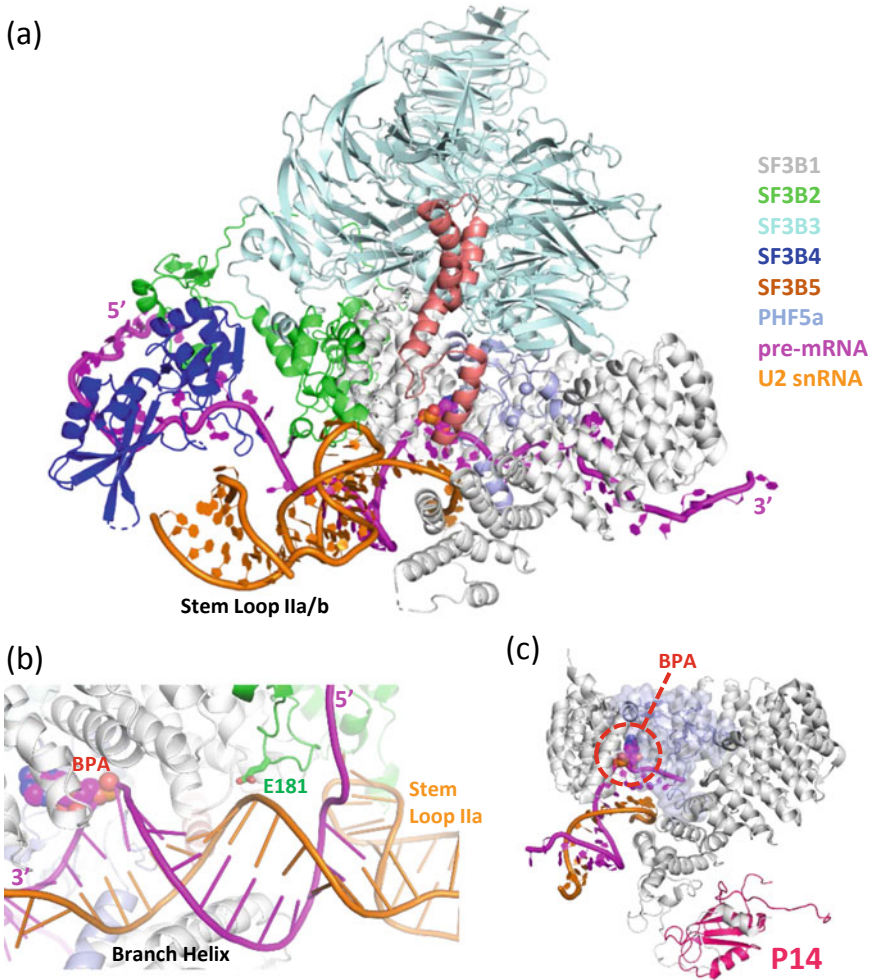 (a)
SF3B1
SF3B2
SF3B3
SF3B4
SF3B5
PHF5a
pre-mRNA
U2 snRNA
5’
3’
Stem Loop IIa/b
(b)
5’
BPA
E181
Stem
Loop IIa
3’
Branch Helix
(c)
BPA
P14